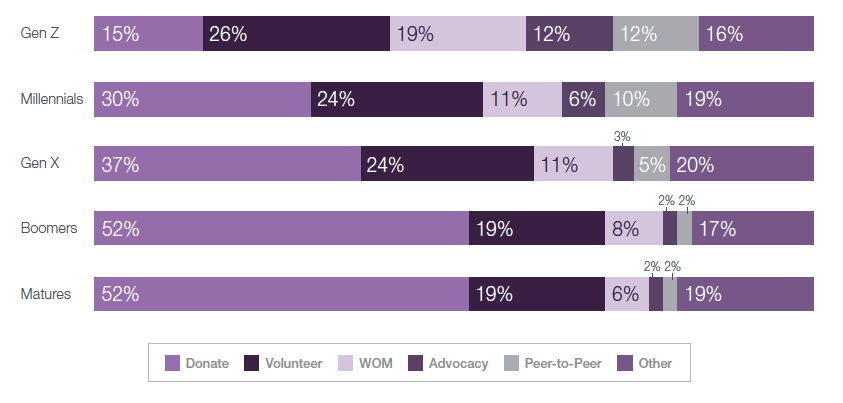 Gen Z 15% 26% 19% 12% 12% 16%
Millennials 30% 24% 11% 6% 10% 19%
3%
Gen X 37% 24% 11% 5% 20%
2% 2%
Boomers 52% 19% 8% 17%
2% 2%
Matures 52% 19% 6% 19%
Donate Volunteer WOM Advocacy Peer-to-Peer Other